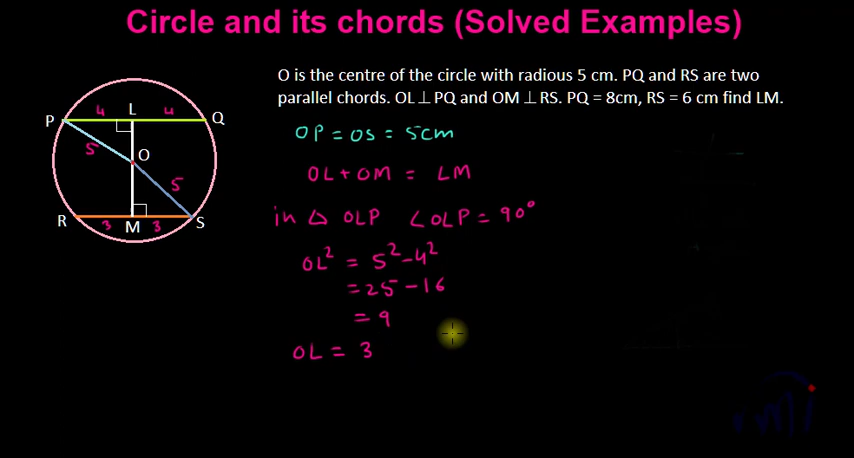 Circle and its chords (Solved Examples)
O is the centre of the circle with radious 5 cm. PQ and RS are two
parallel chords. OL ⊥ PQ and OM ⊥ RS. PQ = 8cm, RS = 6 cm find LM.
4 L 4
P Q
5 O
5
R 3 M 3 S
OP = OS = 5cm
OL + OM = LM
in △ OLP ∠OLP = 90°
OL² = 5² - 4²
= 25 - 16
= 9
OL = 3